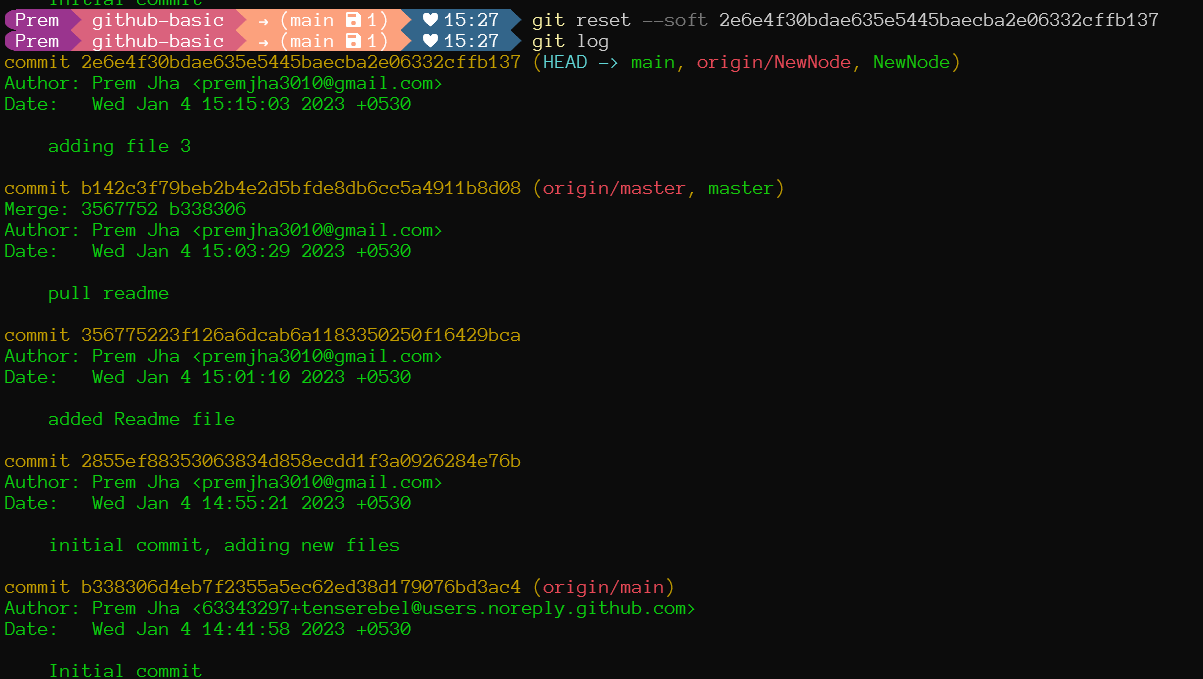 Initial commit
Prem github-basic → (main 1) ♥ 15:27 git reset --soft 2e6e4f30bdae635e5445baecba2e06332cffb137
Prem github-basic → (main 1) ♥ 15:27 git log
commit 2e6e4f30bdae635e5445baecba2e06332cffb137 (HEAD -> main, origin/NewNode, NewNode)
Author: Prem Jha <premjha3010@gmail.com>
Date:   Wed Jan 4 15:15:03 2023 +0530
    adding file 3
commit b142c3f79beb2b4e2d5bfde8db6cc5a4911b8d08 (origin/master, master)
Merge: 3567752 b338306
Author: Prem Jha <premjha3010@gmail.com>
Date:   Wed Jan 4 15:03:29 2023 +0530
    pull readme
commit 356775223f126a6dcab6a1183350250f16429bca
Author: Prem Jha <premjha3010@gmail.com>
Date:   Wed Jan 4 15:01:10 2023 +0530
    added Readme file
commit 2855ef88353063834d858ecdd1f3a0926284e76b
Author: Prem Jha <premjha3010@gmail.com>
Date:   Wed Jan 4 14:55:21 2023 +0530
    initial commit, adding new files
commit b338306d4eb7f2355a5ec62ed38d179076bd3ac4 (origin/main)
Author: Prem Jha <63343297+tenserebel@users.noreply.github.com>
Date:   Wed Jan 4 14:41:58 2023 +0530
    Initial commit